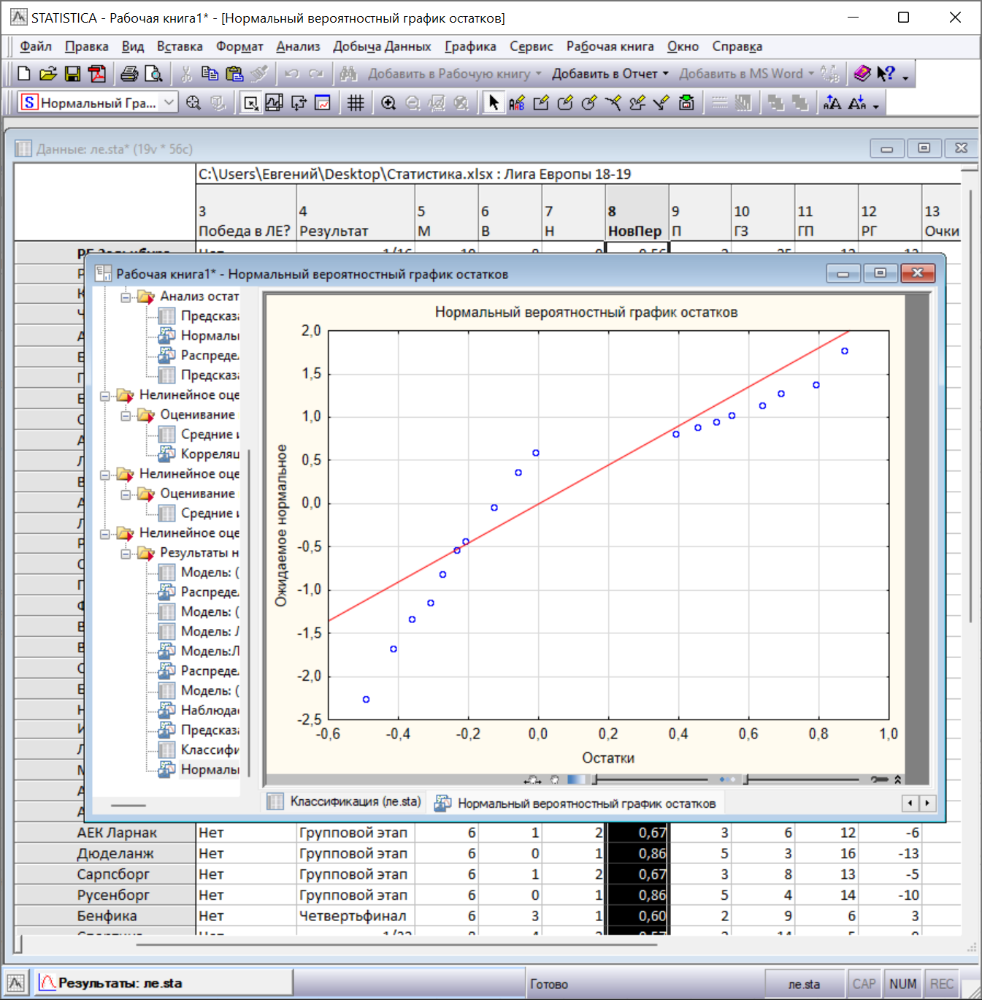 STATISTICA - Рабочая книга1* - [Нормальный вероятностный график остатков]
Файл Правка Вид Вставка Формат Анализ Добыча Данных Графика Сервис Рабочая книга Окно Справка
Добавить в Рабочую книгу Добавить в Отчет Добавить в MS Word
Нормальный Гра...
Данные: ле.sta* (19v * 56c)
C:\Users\Евгений\Desktop\Статистика.xlsx : Лига Европы 18-19
3 4 5 6 7 8 9 10 11 12 13
Победа в ЛЕ? Результат М В Н НовПер П ГЗ ГП РГ Очки
Рабочая книга1* - Нормальный вероятностный график остатков
Анализ остат
Предсказ
Нормаль
Распреде
Предсказ
Нелинейное оце
Оценивание
Средние и
Корреляц
Нелинейное оце
Оценивание
Средние и
Нелинейное оце
Результаты н
Модель: (
Распреде
Модель: (
Модель: Л
Модель:Л
Распреде
Модель: (
Наблюда
Предсказ
Классифи
Нормаль
Нормальный вероятностный график остатков
2,0
1,5
1,0
0,5
0,0
-0,5
-1,0
-1,5
-2,0
-2,5
Ожидаемое нормальное
-0,6 -0,4 -0,2 0,0 0,2 0,4 0,6 0,8 1,0
Остатки
Классификация (ле.sta) Нормальный вероятностный график остатков
АЕК Ларнак Нет Групповой этап 6 1 2 0,67 3 6 12 -6
Дюделанж Нет Групповой этап 6 0 1 0,86 5 3 16 -13
Сарпсборг Нет Групповой этап 6 1 2 0,67 3 8 13 -5
Русенборг Нет Групповой этап 6 0 1 0,86 5 4 14 -10
Бенфика Нет Четвертьфинал 6 3 1 0,60 2 9 6 3
Результаты: ле.sta Готово ле.sta CAP NUM REC